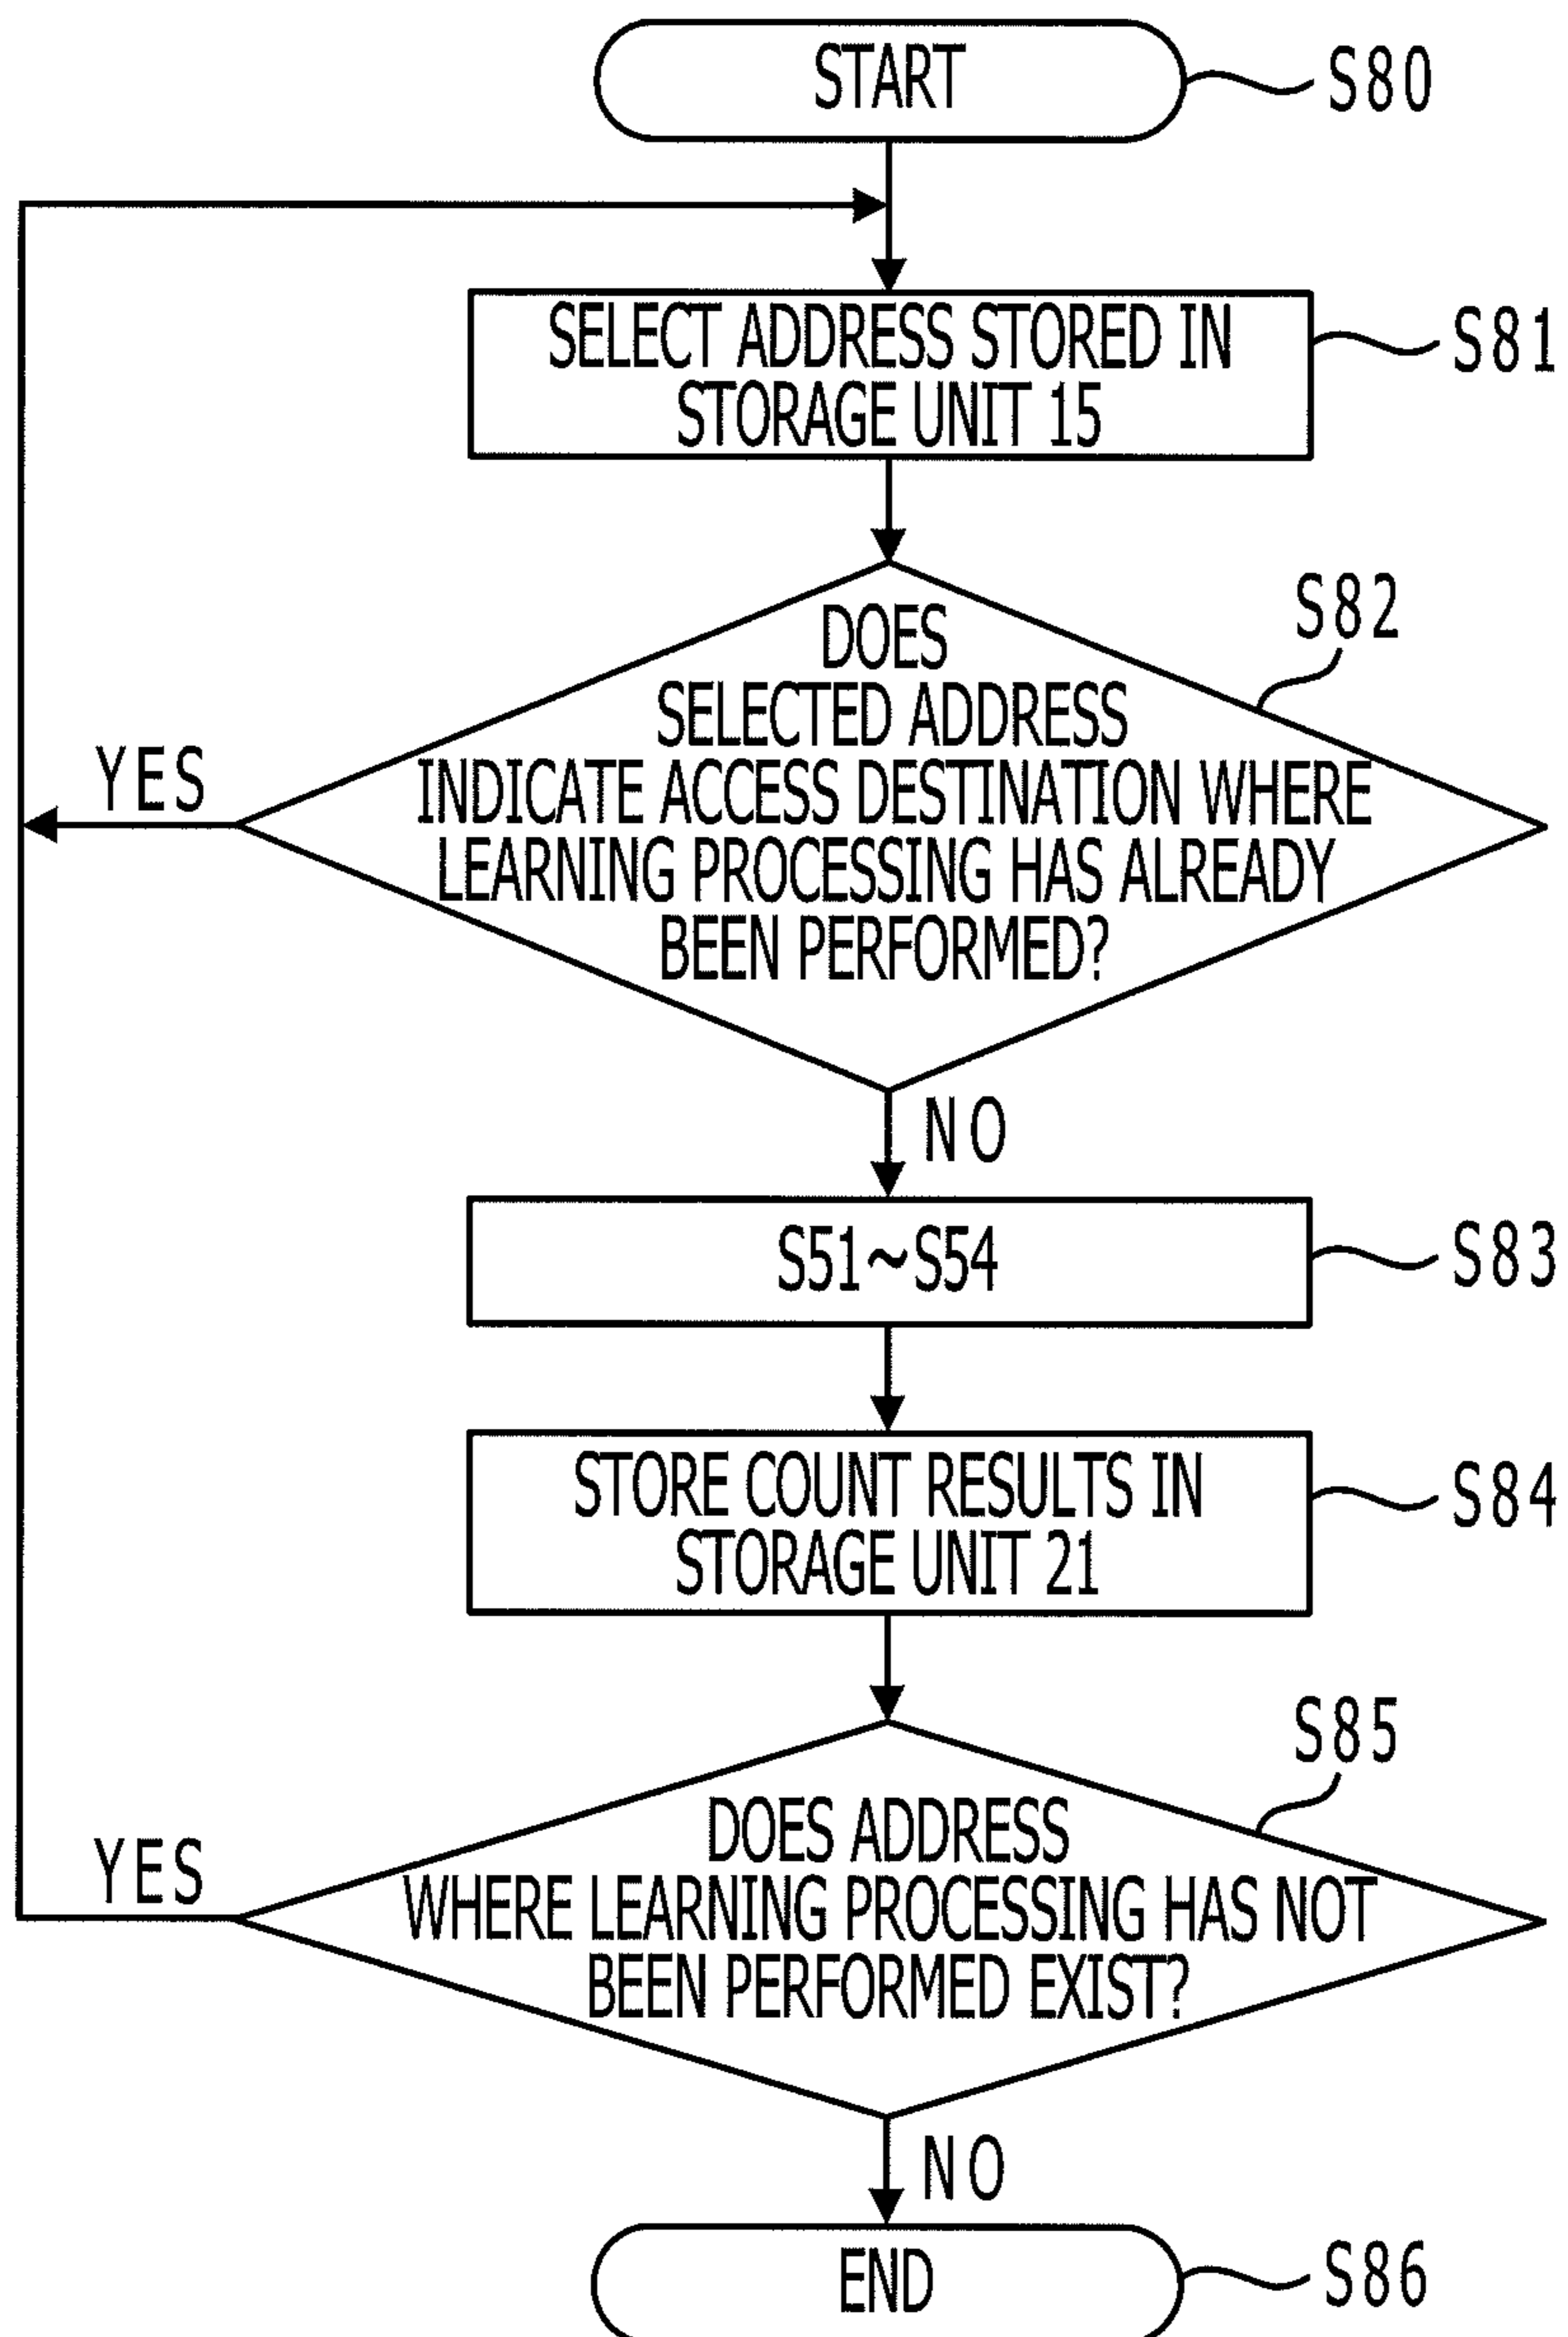 START
S80
SELECT ADDRESS STORED IN
STORAGE UNIT 15
S81
S82
DOES
SELECTED ADDRESS
INDICATE ACCESS DESTINATION WHERE
LEARNING PROCESSING HAS ALREADY
BEEN PERFORMED?
YES
NO
S51~S54
S83
STORE COUNT RESULTS IN
STORAGE UNIT 21
S84
S85
DOES ADDRESS
WHERE LEARNING PROCESSING HAS NOT
BEEN PERFORMED EXIST?
YES
NO
END
S86